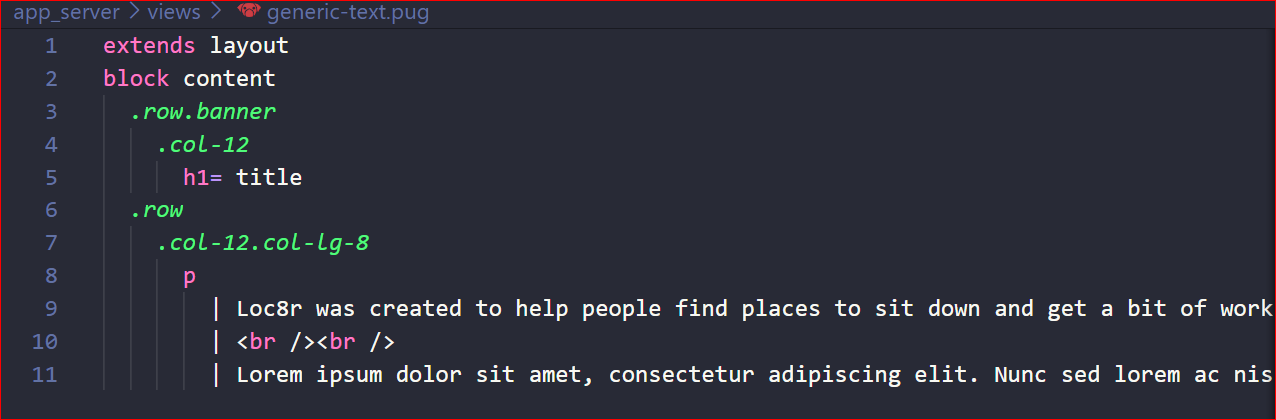 app_server > views > generic-text.pug
1 extends layout
2 block content
3 .row.banner
4 .col-12
5 h1= title
6 .row
7 .col-12.col-lg-8
8 p
9 | Loc8r was created to help people find places to sit down and get a bit of work
10 | <br /><br />
11 | Lorem ipsum dolor sit amet, consectetur adipiscing elit. Nunc sed lorem ac nis